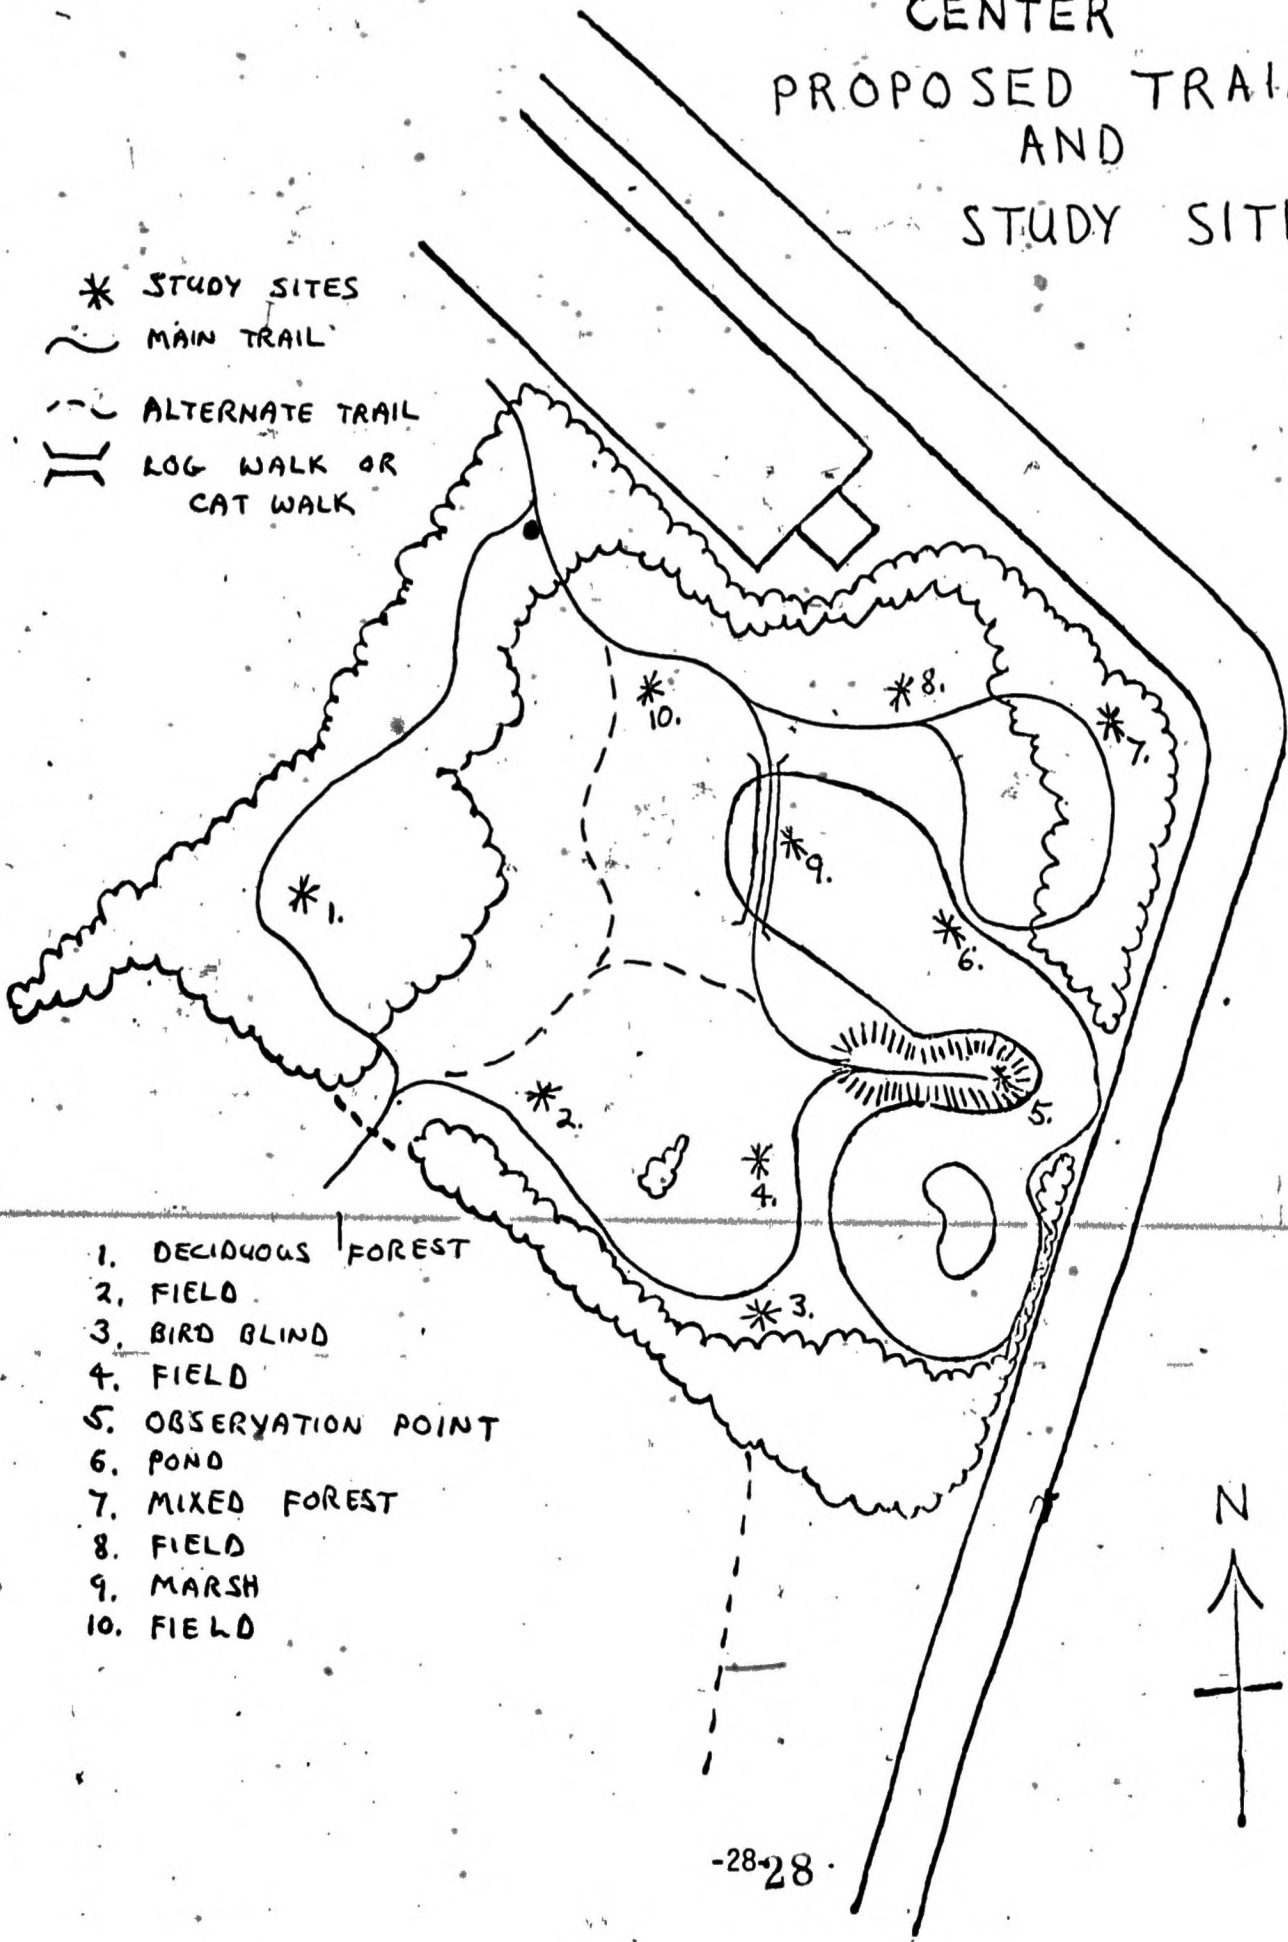 CENTER
PROPOSED
AND
STUDY
* STUDY SITES
MAIN TRAIL
ALTERNATE TRAIL
LOG WALK OR
CAT WALK
8.
10.
7.
9.
1.
6.
5.
2.
4.
3.
1. DECIDUOUS FOREST
2. FIELD
3. BIRD BLIND
4. FIELD
5. OBSERVATION POINT
6. POND
7. MIXED FOREST
8. FIELD
9. MARSH
10. FIELD
N
-28-28